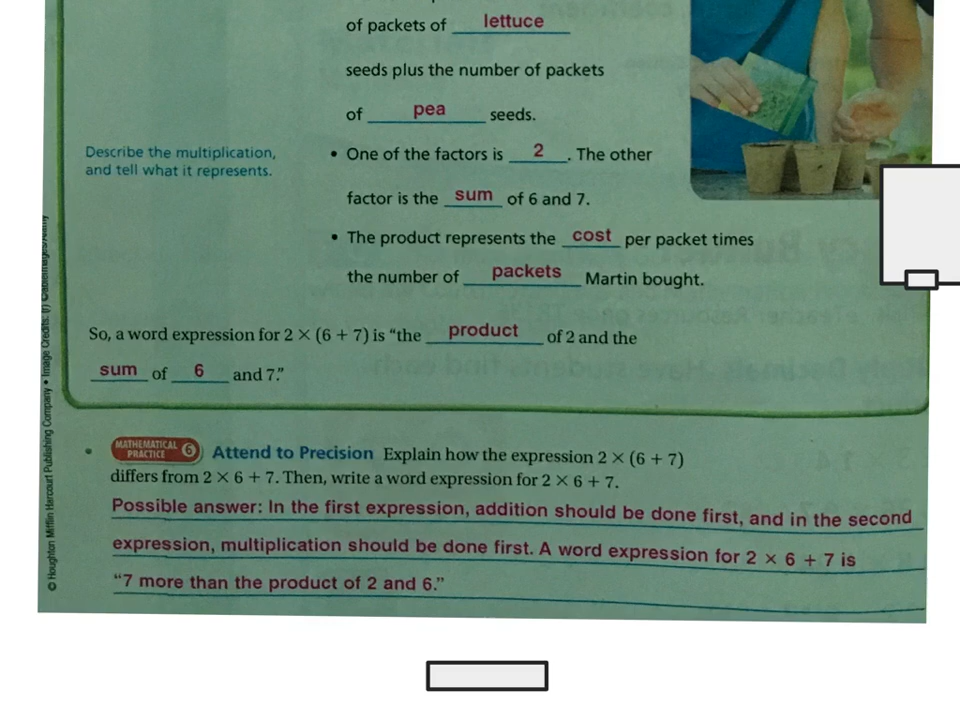 of packets of lettuce
seeds plus the number of packets
of pea seeds.
Describe the multiplication,
and tell what it represents.
• One of the factors is 2. The other
factor is the sum of 6 and 7.
• The product represents the cost per packet times
the number of packets Martin bought.
So, a word expression for 2 × (6 + 7) is “the product of 2 and the
sum of 6 and 7.”
MATHEMATICAL PRACTICE 6 Attend to Precision Explain how the expression 2 × (6 + 7)
differs from 2 × 6 + 7. Then, write a word expression for 2 × 6 + 7.
Possible answer: In the first expression, addition should be done first, and in the second
expression, multiplication should be done first. A word expression for 2 × 6 + 7 is
“7 more than the product of 2 and 6.”
© Houghton Mifflin Harcourt Publishing Company • Image Credits: (r)